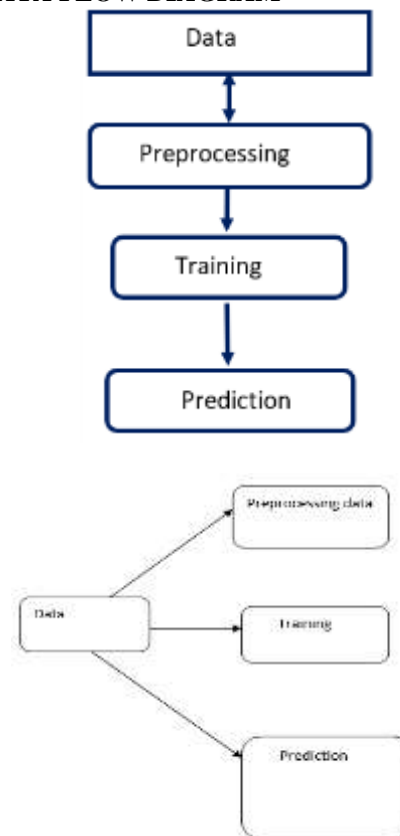 Data
Preprocessing
Training
Prediction
Preprocessing data
Data
Training
Prediction